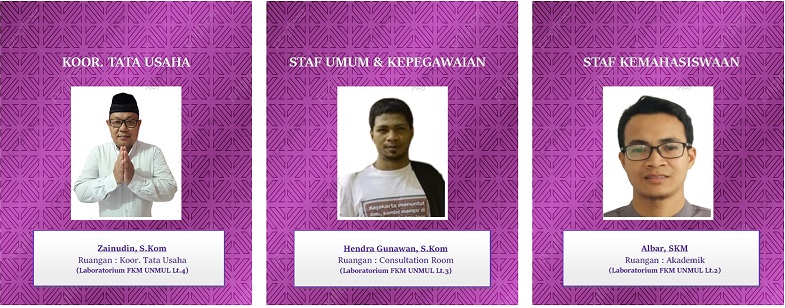 KOOR. TATA USAHA
Zainudin, S.Kom
Ruangan : Koor. Tata Usaha
(Laboratorium FKM UNMUL Lt.4)
STAF UMUM & KEPEGAWAIAN
Jakarta menuntut
Hendra Gunawan, S.Kom
Ruangan : Consultation Room
(Laboratorium FKM UNMUL Lt.3)
STAF KEMAHASISWAAN
Albar, SKM
Ruangan : Akademik
(Laboratorium FKM UNMUL Lt.2)